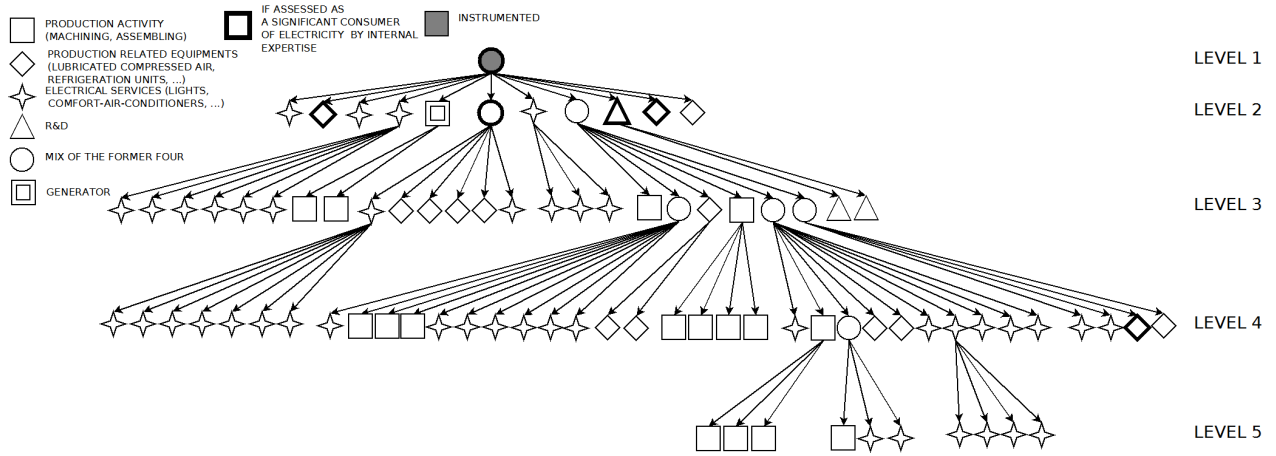 PRODUCTION ACTIVITY
(MACHINING, ASSEMBLING)
IF ASSESSED AS
A SIGNIFICANT CONSUMER
OF ELECTRICITY BY INTERNAL
EXPERTISE
INSTRUMENTED
PRODUCTION RELATED EQUIPMENTS
(LUBRICATED COMPRESSED AIR,
REFRIGERATION UNITS, ...)
ELECTRICAL SERVICES (LIGHTS,
COMFORT-AIR-CONDITIONERS, ...)
R&D
MIX OF THE FORMER FOUR
GENERATOR
LEVEL 1
LEVEL 2
LEVEL 3
LEVEL 4
LEVEL 5